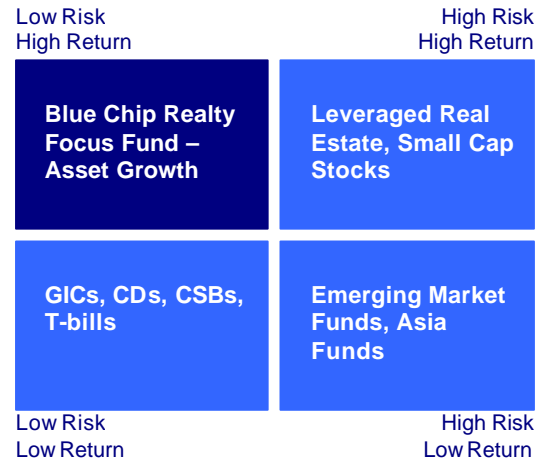 Low Risk
High Return
High Risk
High Return
Blue Chip Realty
Focus Fund –
Asset Growth
Leveraged Real
Estate, Small Cap
Stocks
GICs, CDs, CSBs,
T-bills
Emerging Market
Funds, Asia
Funds
Low Risk
Low Return
High Risk
Low Return